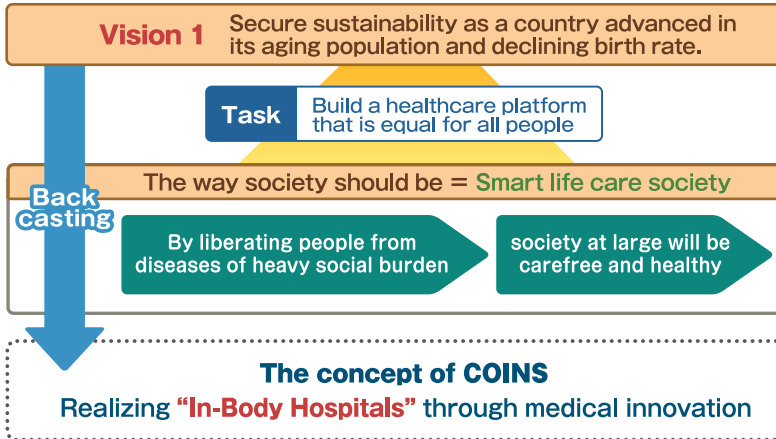 Vision 1
Secure sustainability as a country advanced in
its aging population and declining birth rate.
Task
Build a healthcare platform
that is equal for all people
The way society should be = Smart life care society
Back
casting
By liberating people from
diseases of heavy social burden
society at large will be
carefree and healthy
The concept of COINS
Realizing “In-Body Hospitals” through medical innovation